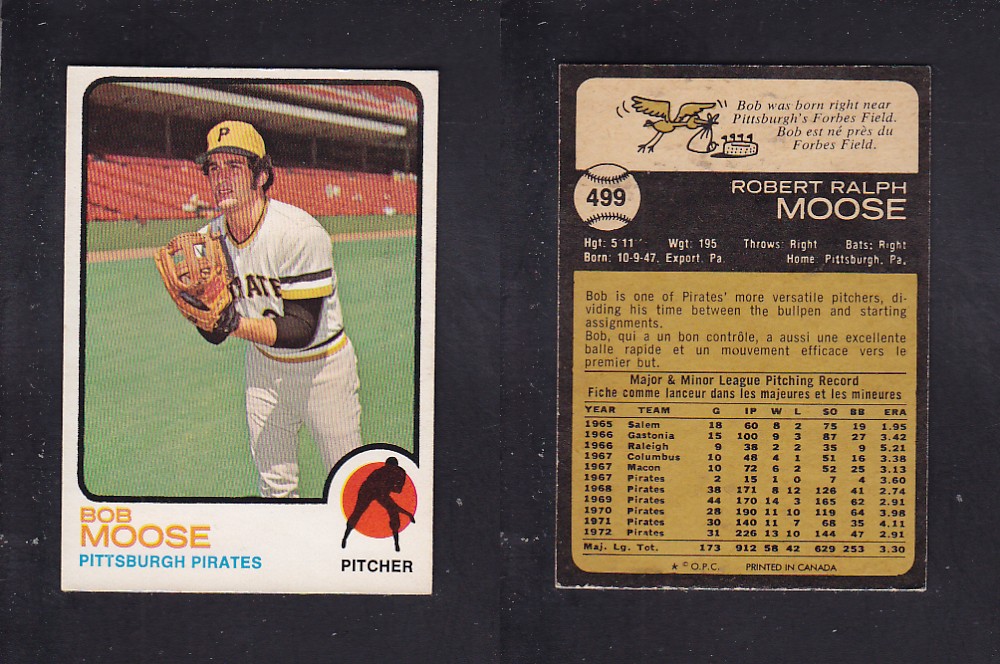 P
RATE
BOB
MOOSE
PITTSBURGH PIRATES
PITCHER
Bob was born right near
Pittsburgh's Forbes Field.
Bob est né près du
Forbes Field.
499
ROBERT RALPH
MOOSE
Hgt: 5'11" Wgt: 195 Throws: Right Bats: Right
Born: 10-9-47, Export, Pa. Home: Pittsburgh, Pa.
Bob is one of Pirates' more versatile pitchers, di-
viding his time between the bullpen and starting
assignments.
Bob, qui a un bon contrôle, a aussi une excellente
balle rapide et un mouvement efficace vers le
premier but.
Major & Minor League Pitching Record
Fiche comme lanceur dans les majeures et les mineures
YEAR TEAM G IP W L SO BB ERA
1965 Salem 18 60 8 2 75 19 1.95
1966 Gastonia 15 100 9 3 87 27 3.42
1966 Raleigh 9 38 2 2 35 9 5.21
1967 Columbus 10 48 4 1 51 16 3.38
1967 Macon 10 72 6 2 52 25 3.13
1967 Pirates 2 15 1 0 7 4 3.60
1968 Pirates 38 171 8 12 126 41 2.74
1969 Pirates 44 170 14 3 165 62 2.91
1970 Pirates 28 190 11 10 119 64 3.98
1971 Pirates 30 140 11 7 68 35 4.11
1972 Pirates 31 226 13 10 144 47 2.91
Maj. Lg. Tot. 173 912 58 42 629 253 3.30
★ © O.P.C. PRINTED IN CANADA